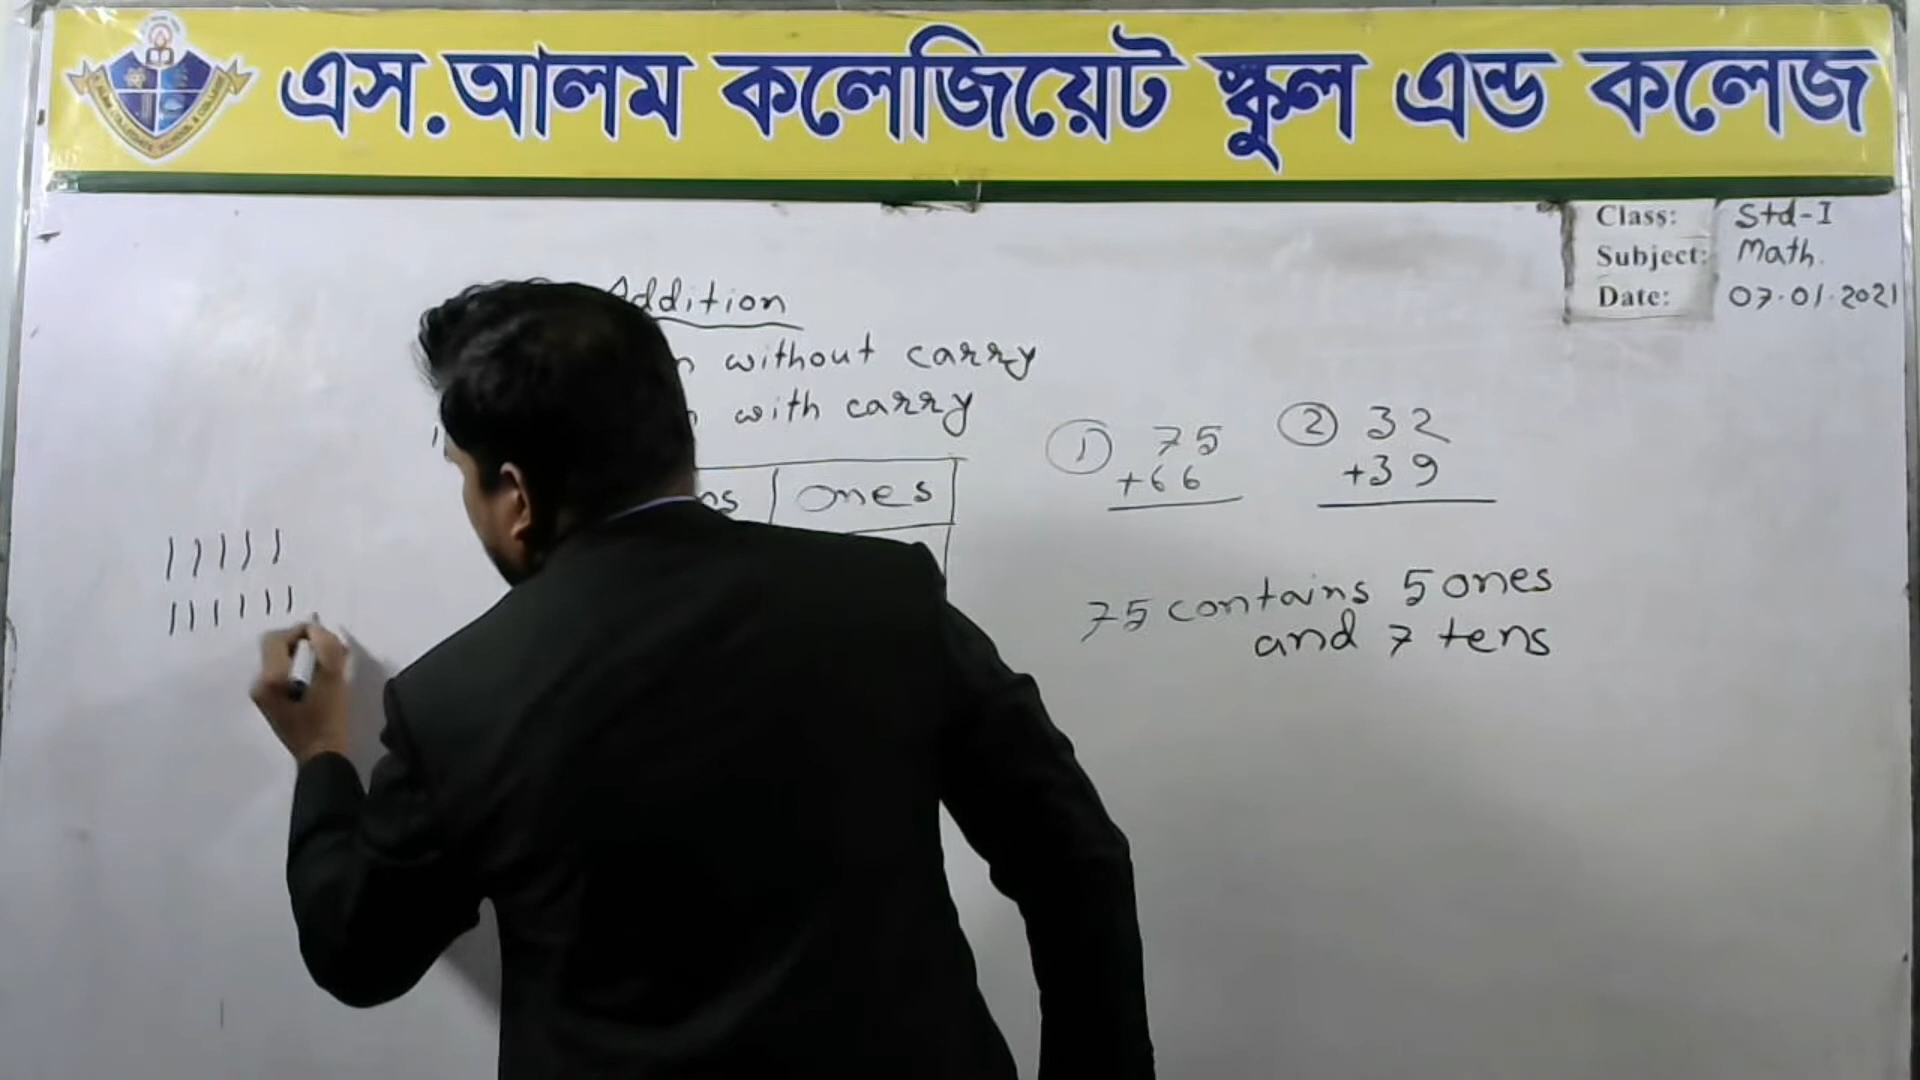 এস.আলম কলেজিয়েট স্কুল এন্ড কলেজ
Class: Std-I
Subject: Math.
Date: 07.01.2021
Addition
without carry
with carry
ones
① 75
+66
② 32
+39
75 contains 5 ones
and 7 tens